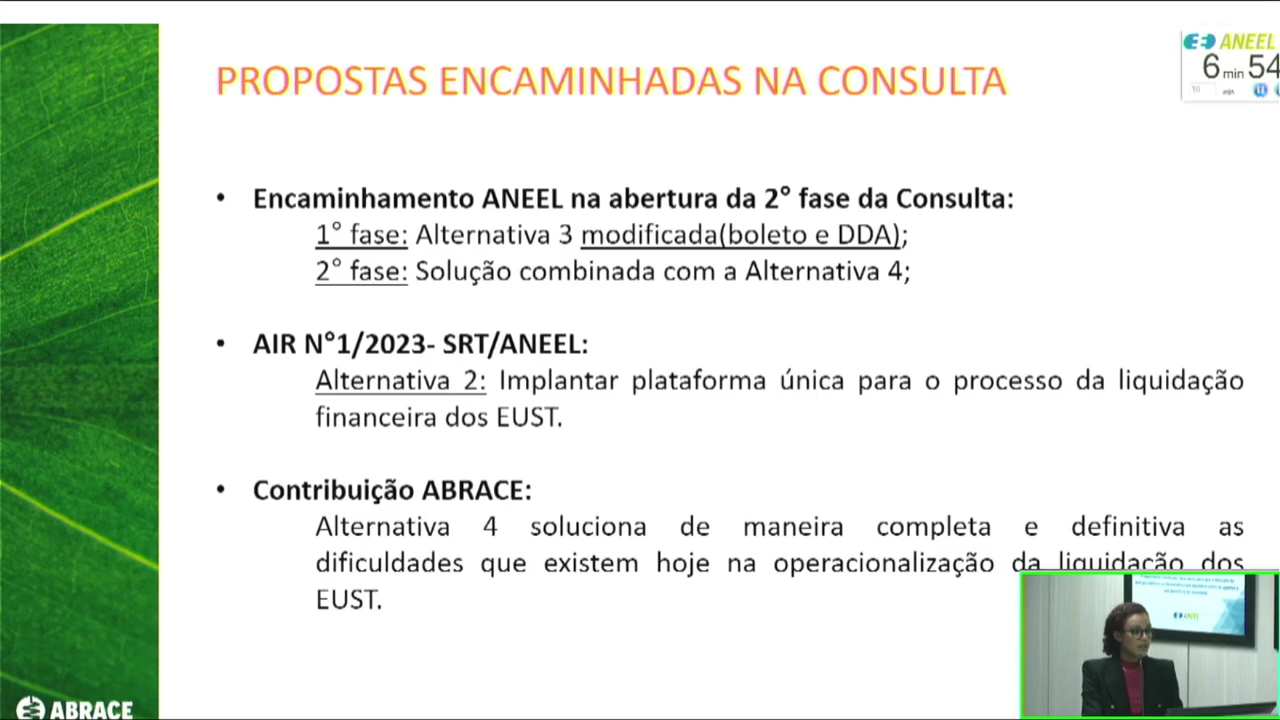 PROPOSTAS ENCAMINHADAS NA CONSULTA
ANEEL
6 min 54
10 min
• Encaminhamento ANEEL na abertura da 2° fase da Consulta:
1° fase: Alternativa 3 modificada(boleto e DDA);
2° fase: Solução combinada com a Alternativa 4;
• AIR N°1/2023- SRT/ANEEL:
Alternativa 2: Implantar plataforma única para o processo da liquidação
financeira dos EUST.
• Contribuição ABRACE:
Alternativa 4 soluciona de maneira completa e definitiva as
dificuldades que existem hoje na operacionalização da liquidação dos
EUST.
ANEEL
ABRACE